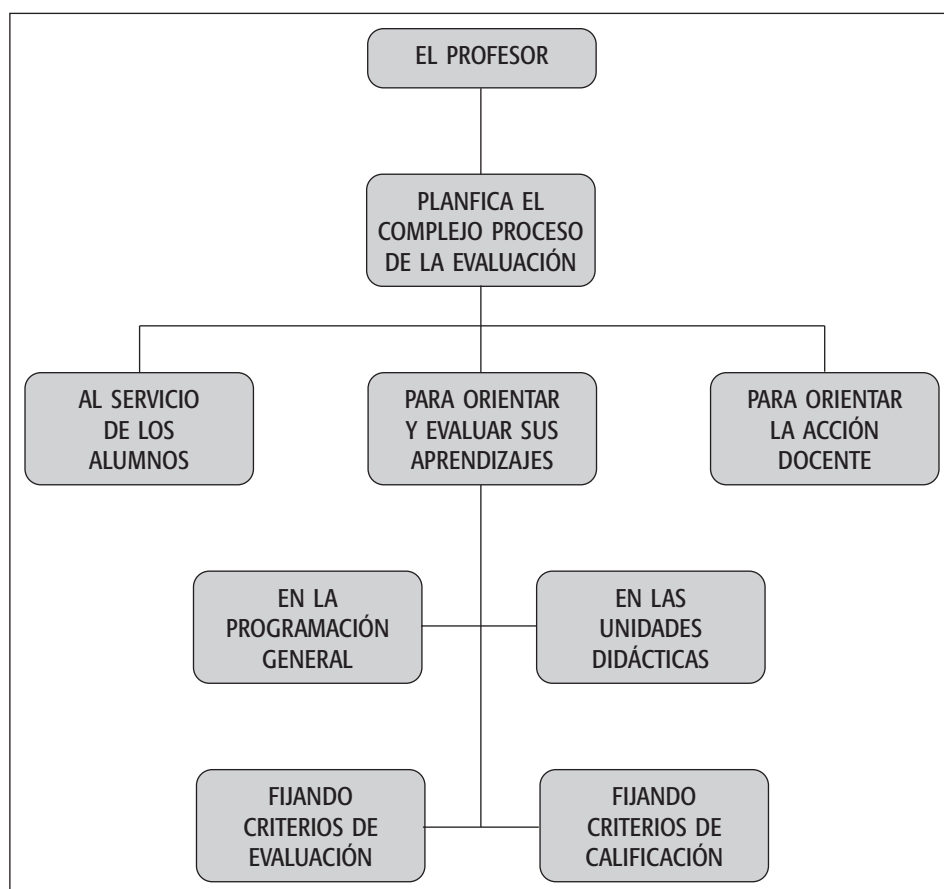 EL PROFESOR
PLANFICA EL
COMPLEJO PROCESO
DE LA EVALUACIÓN
AL SERVICIO
DE LOS
ALUMNOS
PARA ORIENTAR
Y EVALUAR SUS
APRENDIZAJES
PARA ORIENTAR
LA ACCIÓN
DOCENTE
EN LA
PROGRAMACIÓN
GENERAL
EN LAS
UNIDADES
DIDÁCTICAS
FIJANDO
CRITERIOS DE
EVALUACIÓN
FIJANDO
CRITERIOS DE
CALIFICACIÓN